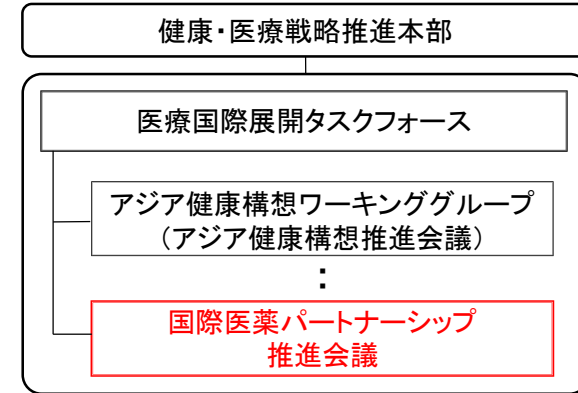 健康・医療戦略推進本部
医療国際展開タスクフォース
アジア健康構想ワーキンググループ
（アジア健康構想推進会議）
：
国際医薬パートナーシップ
推進会議